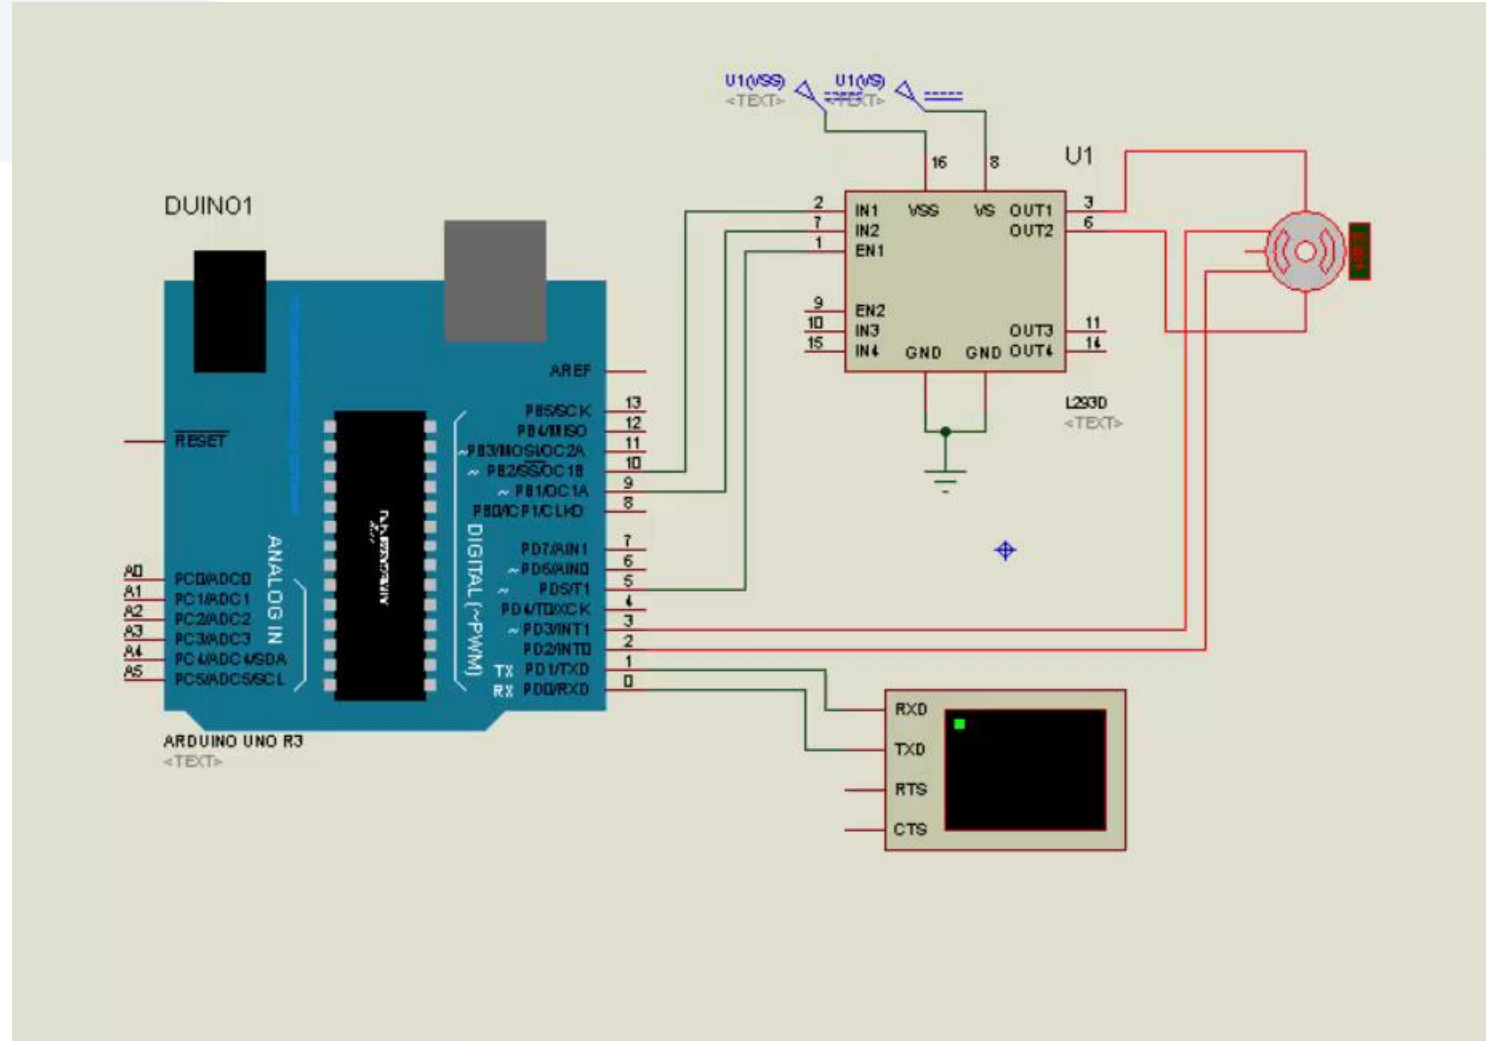 U1(VSS)
<TEXT>
U1(VS)
<TEXT>
16
8
U1
DUINO1
2
IN1
VSS
VS
OUT1
3
7
IN2
OUT2
6
1
EN1
9
EN2
10
IN3
OUT3
11
15
IN4
GND
GND
OUT4
14
L293D
<TEXT>
AREF
RESET
PB5/SCK
13
PB4/MISO
12
~PB3/MOSI/OC2A
11
~ PB2/SS/OC1B
10
~ PB1/OC1A
9
PB0/ICP1/CLKO
8
DIGITAL (~PWM)
PD7/AIN1
7
~ PD6/AIN0
6
~ PD5/T1
5
PD4/T0/XCK
4
~ PD3/INT1
3
PD2/INT0
2
TX PD1/TXD
1
RX PD0/RXD
0
ANALOG IN
A0
PC0/ADC0
A1
PC1/ADC1
A2
PC2/ADC2
A3
PC3/ADC3
A4
PC4/ADC4/SDA
A5
PC5/ADC5/SCL
ARDUINO UNO R3
<TEXT>
RXD
TXD
RTS
CTS